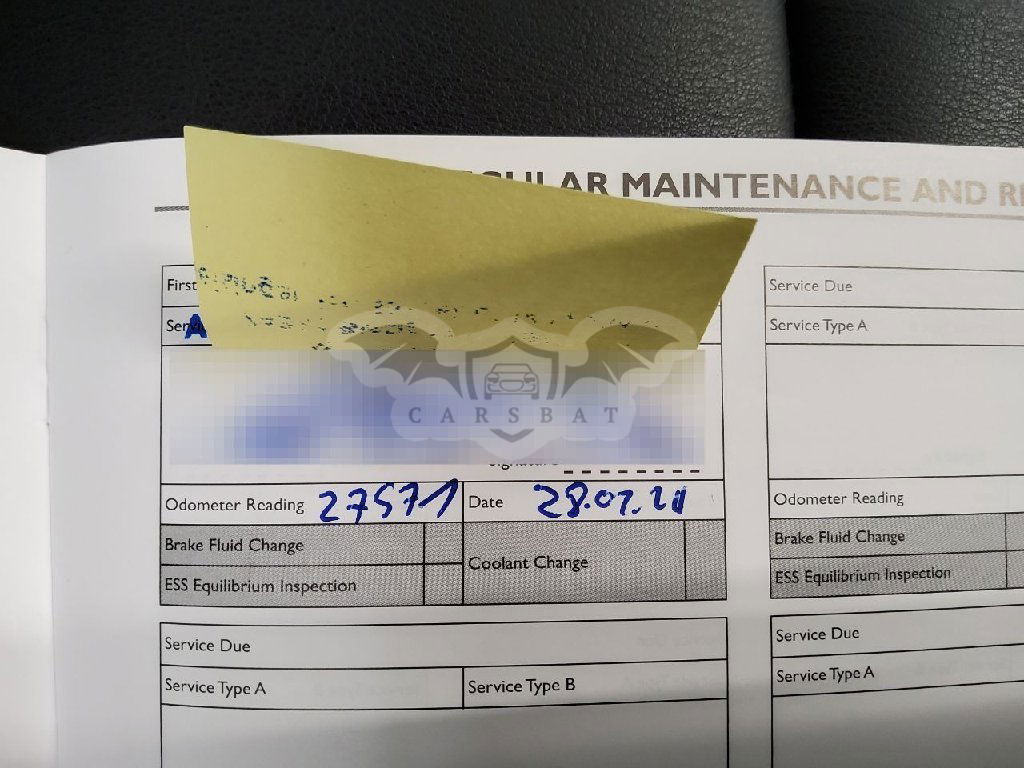 GULAR MAINTENANCE AND RE
First
Service Due
A
Service Type A
CARSBAT
Odometer Reading 27571 Date 28.07.21
Odometer Reading
Brake Fluid Change
Coolant Change
Brake Fluid Change
ESS Equilibrium Inspection
ESS Equilibrium Inspection
Service Due
Service Due
Service Type A Service Type B
Service Type A